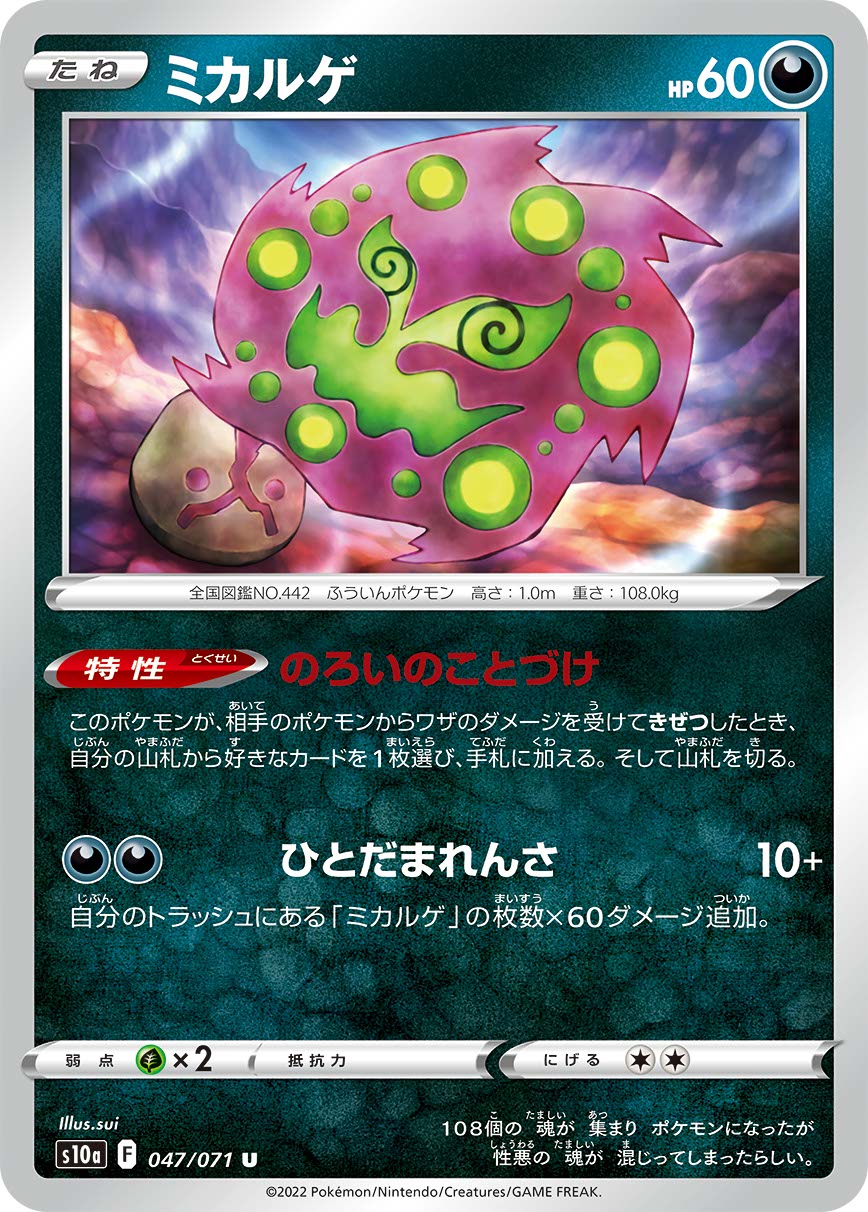 たね ミカルゲ HP60
全国図鑑NO.442 ふういんポケモン 高さ：1.0m 重さ：108.0kg
特性 とくせい のろいのことづけ
あいて う
このポケモンが、相手のポケモンからワザのダメージを受けてきぜつしたとき、
じぶん やまふだ す まいえら てふだ くわ やまふだ き
自分の山札から好きなカードを1枚選び、手札に加える。そして山札を切る。
ひとだまれんさ 10+
じぶん まいすう ついか
自分のトラッシュにある「ミカルゲ」の枚数×60ダメージ追加。
弱点 ×2 抵抗力 にげる
Illus.sui
こ たましい あつ
108個の 魂が 集まり ポケモンになったが
しょうわる たましい ま
性悪の 魂が 混じってしまったらしい。
s10a F 047/071 U
©2022 Pokémon/Nintendo/Creatures/GAME FREAK.